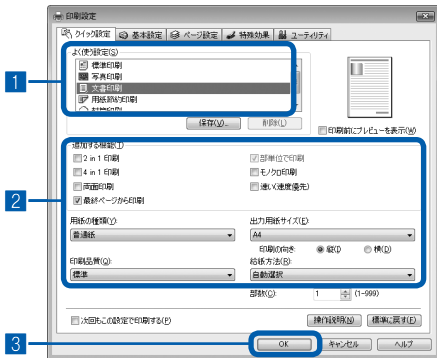 印刷設定
クイック設定 基本設定 ページ設定 特殊効果 ユーティリティ
よく使う設定(S)
標準印刷
写真印刷
文書印刷
用紙節約印刷
封筒印刷
保存(V)... 削除(L)
印刷前にプレビューを表示(W)
追加する機能(T)
2 in 1 印刷
4 in 1 印刷
両面印刷
最終ページから印刷
部単位で印刷
モノクロ印刷
速い(速度優先)
用紙の種類(Y):
普通紙
印刷品質(Q):
標準
出力用紙サイズ(F):
A4
印刷の向き: 縦(I) 横(D)
給紙方法(R):
自動選択
部数(C): 1 (1-999)
次回もこの設定で印刷する(P)
操作説明(N) 標準に戻す(F)
OK キャンセル ヘルプ
1
2
3